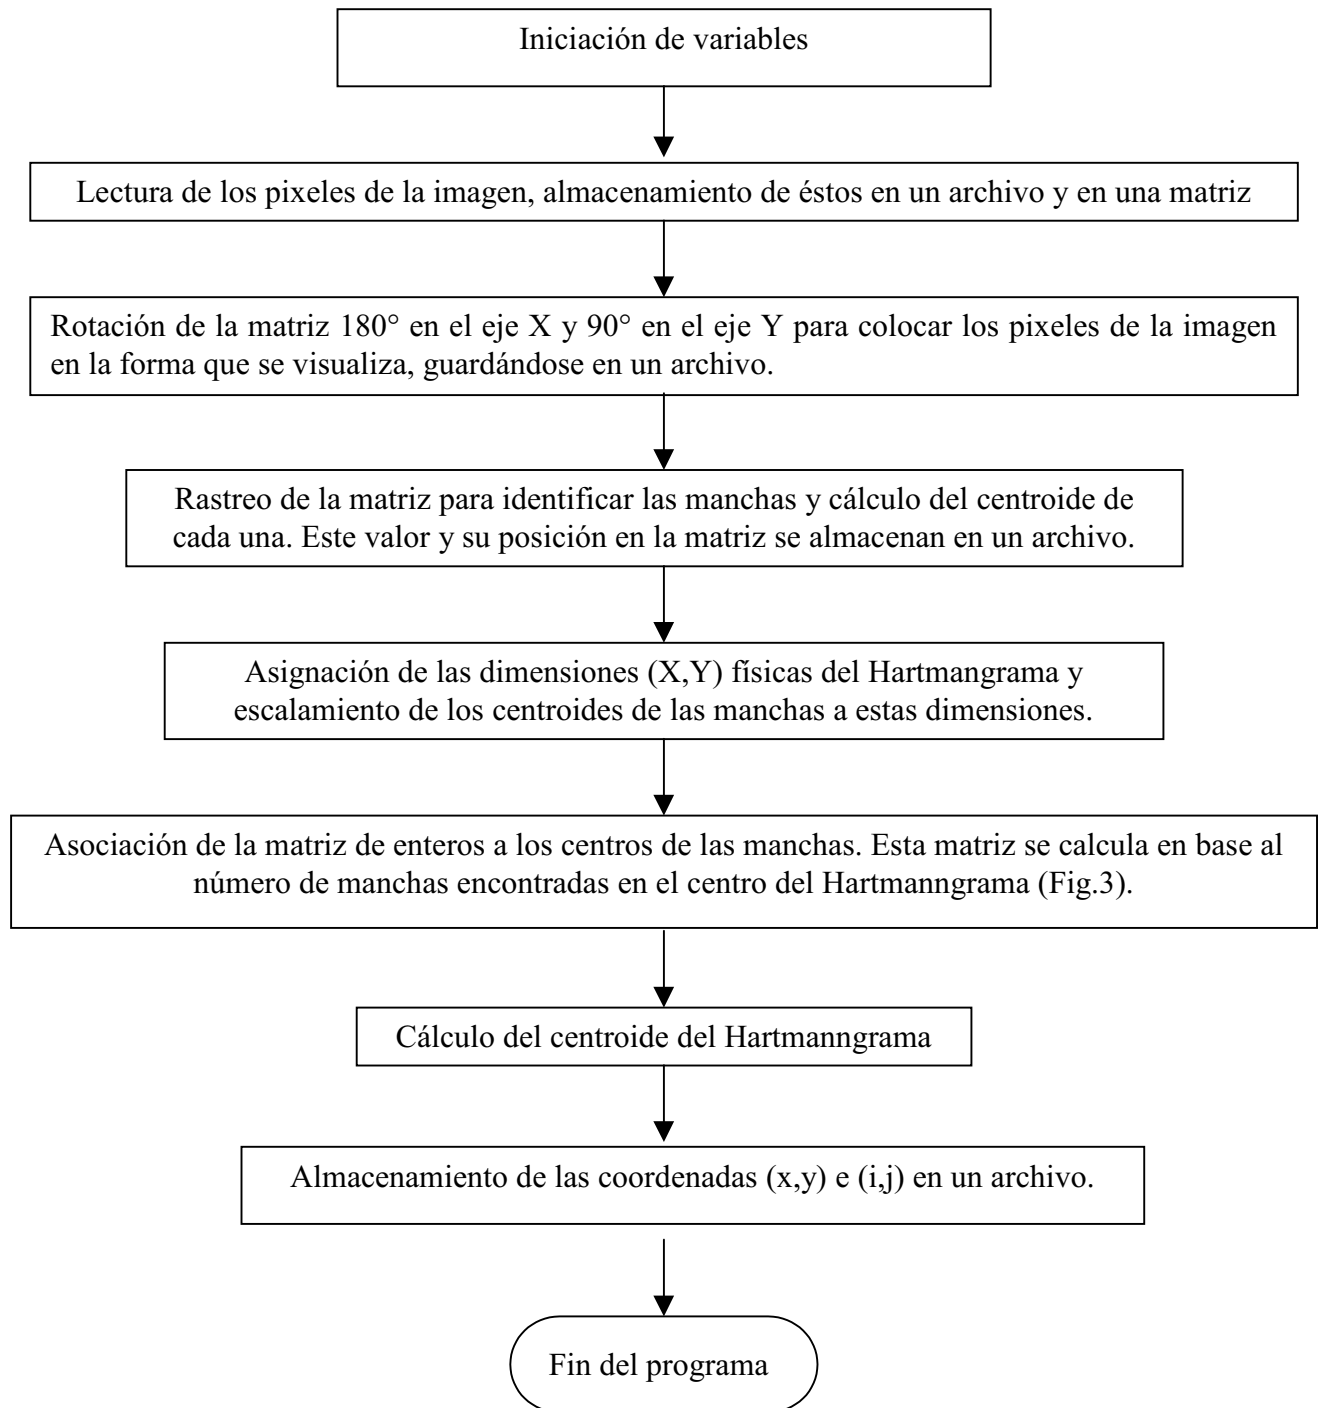 Iniciación de variables
Lectura de los pixeles de la imagen, almacenamiento de éstos en un archivo y en una matriz
Rotación de la matriz 180° en el eje X y 90° en el eje Y para colocar los pixeles de la imagen
en la forma que se visualiza, guardándose en un archivo.
Rastreo de la matriz para identificar las manchas y cálculo del centroide de
cada una. Este valor y su posición en la matriz se almacenan en un archivo.
Asignación de las dimensiones (X,Y) físicas del Hartmangrama y
escalamiento de los centroides de las manchas a estas dimensiones.
Asociación de la matriz de enteros a los centros de las manchas. Esta matriz se calcula en base al
número de manchas encontradas en el centro del Hartmanngrama (Fig.3).
Cálculo del centroide del Hartmanngrama
Almacenamiento de las coordenadas (x,y) e (i,j) en un archivo.
Fin del programa